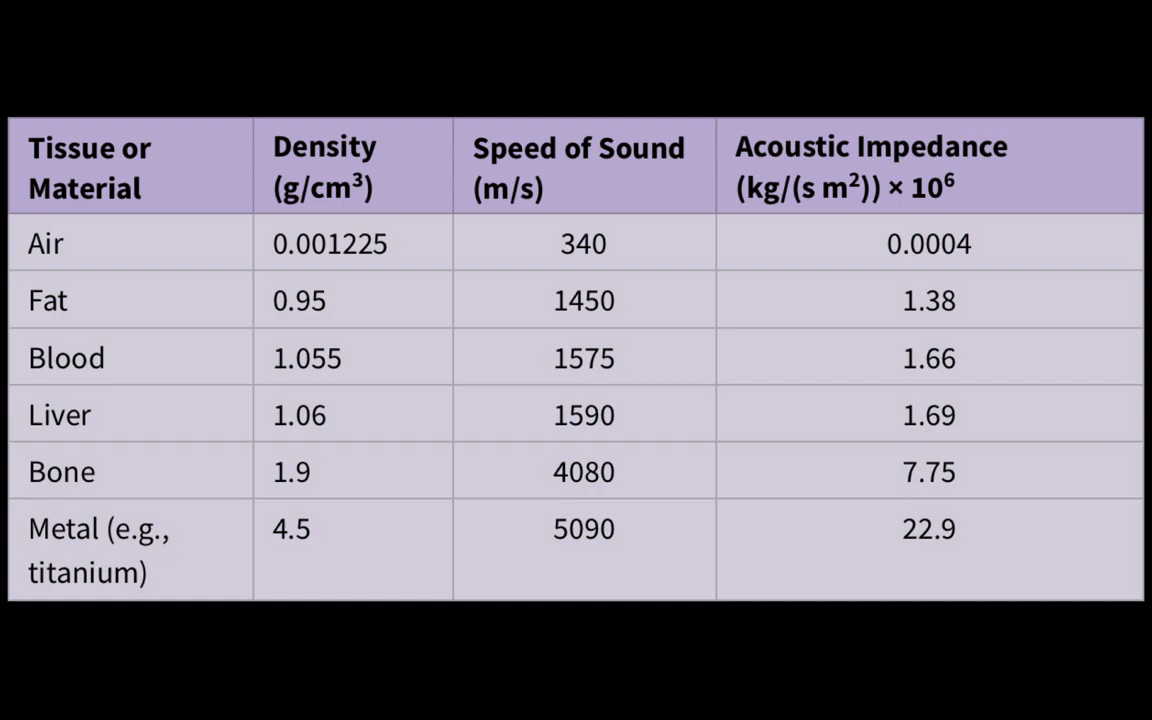 Tissue or Material | Density (g/cm³) | Speed of Sound (m/s) | Acoustic Impedance (kg/(s m²)) × 10⁶
Air | 0.001225 | 340 | 0.0004
Fat | 0.95 | 1450 | 1.38
Blood | 1.055 | 1575 | 1.66
Liver | 1.06 | 1590 | 1.69
Bone | 1.9 | 4080 | 7.75
Metal (e.g., titanium) | 4.5 | 5090 | 22.9